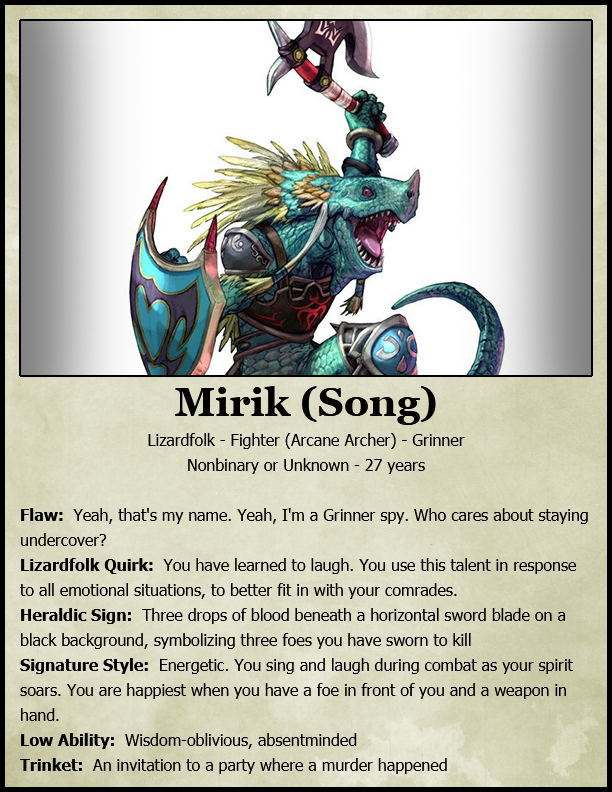 Mirik (Song)
Lizardfolk - Fighter (Arcane Archer) - Grinner
Nonbinary or Unknown - 27 years
Flaw:  Yeah, that's my name. Yeah, I'm a Grinner spy. Who cares about staying
undercover?
Lizardfolk Quirk:  You have learned to laugh. You use this talent in response
to all emotional situations, to better fit in with your comrades.
Heraldic Sign:  Three drops of blood beneath a horizontal sword blade on a
black background, symbolizing three foes you have sworn to kill
Signature Style:  Energetic. You sing and laugh during combat as your spirit
soars. You are happiest when you have a foe in front of you and a weapon in
hand.
Low Ability:  Wisdom-oblivious, absentminded
Trinket:  An invitation to a party where a murder happened